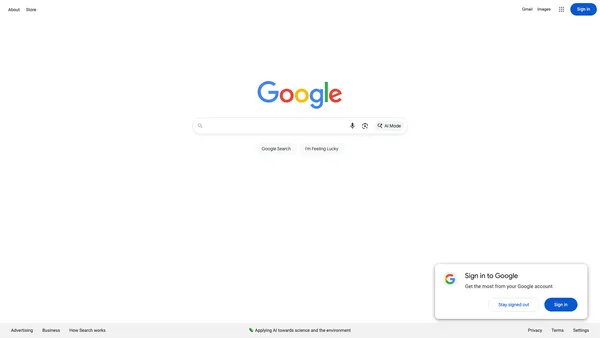 About Store
Gmail Images Sign in
Google
AI Mode
Google Search I'm Feeling Lucky
Sign in to Google
Get the most from your Google account
Stay signed out Sign in
Applying AI towards science and the environment
Advertising Business How Search works
Privacy Terms Settings